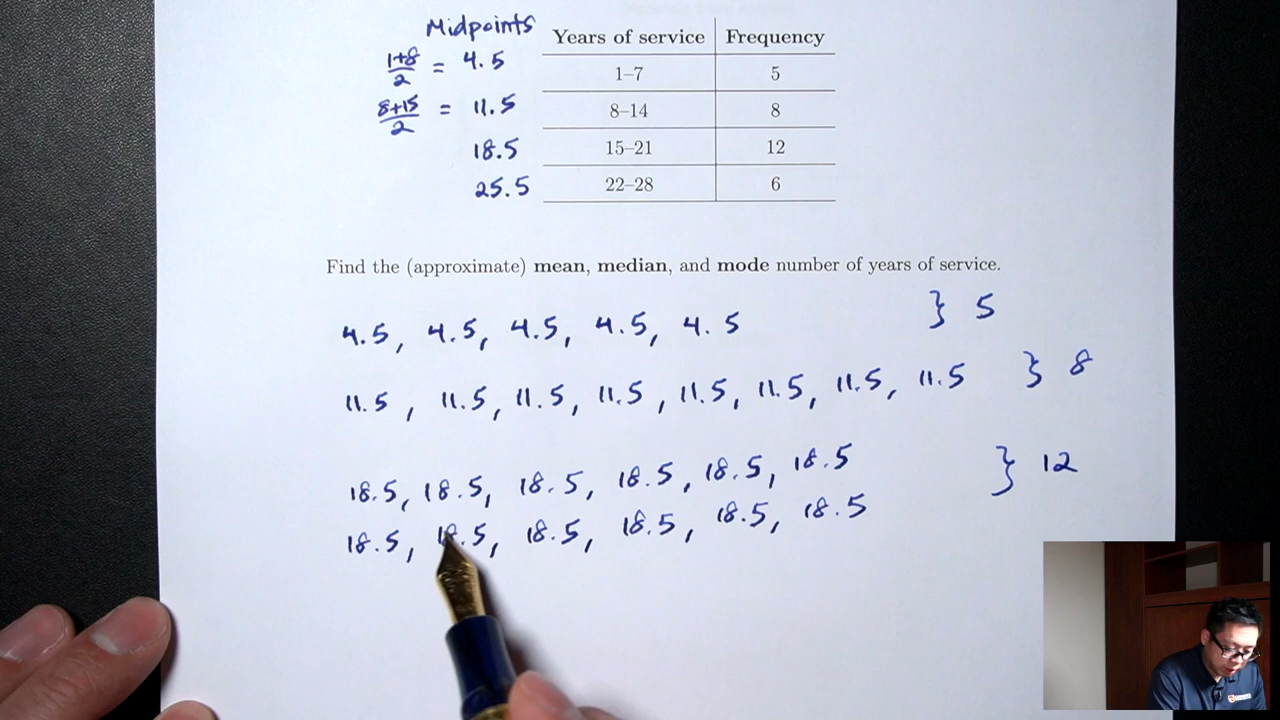 Midpoints
Years of service Frequency
1+8/2 = 4.5 1–7 5
8+15/2 = 11.5 8–14 8
18.5 15–21 12
25.5 22–28 6
Find the (approximate) mean, median, and mode number of years of service.
4.5, 4.5, 4.5, 4.5, 4.5 } 5
11.5, 11.5, 11.5, 11.5, 11.5, 11.5, 11.5, 11.5 } 8
18.5, 18.5, 18.5, 18.5, 18.5, 18.5 } 12
18.5, 18.5, 18.5, 18.5, 18.5, 18.5